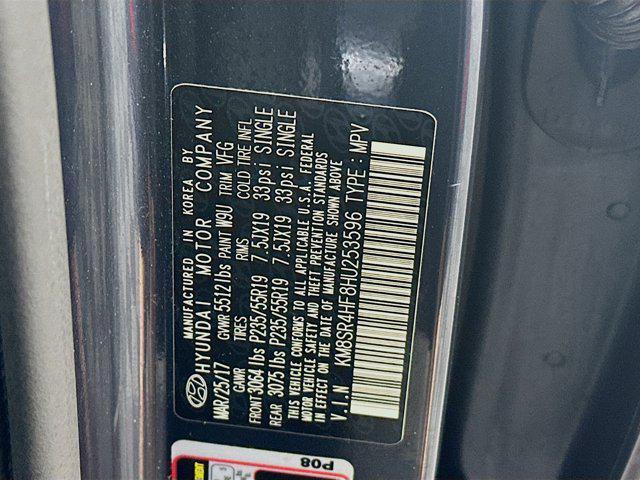 MANUFACTURED IN KOREA BY
HYUNDAI MOTOR COMPANY
MAR/25/17 GVWR 5512 lbs PAINT W9U TRIM VFG
GAWR TIRES RIMS COLD TIRE INFL
FRONT 3064 lbs P235/55R19 7.5JX19 33psi SINGLE
REAR 3075 lbs P235/55R19 7.5JX19 33psi SINGLE
THIS VEHICLE CONFORMS TO ALL APPLICABLE U.S.A. FEDERAL
MOTOR VEHICLE SAFETY, AND THEFT PREVENTION STANDARDS
IN EFFECT ON THE DATE OF MANUFACTURE SHOWN ABOVE
V.I.N KM8SR4HF8HU253596 TYPE : MPV
P08